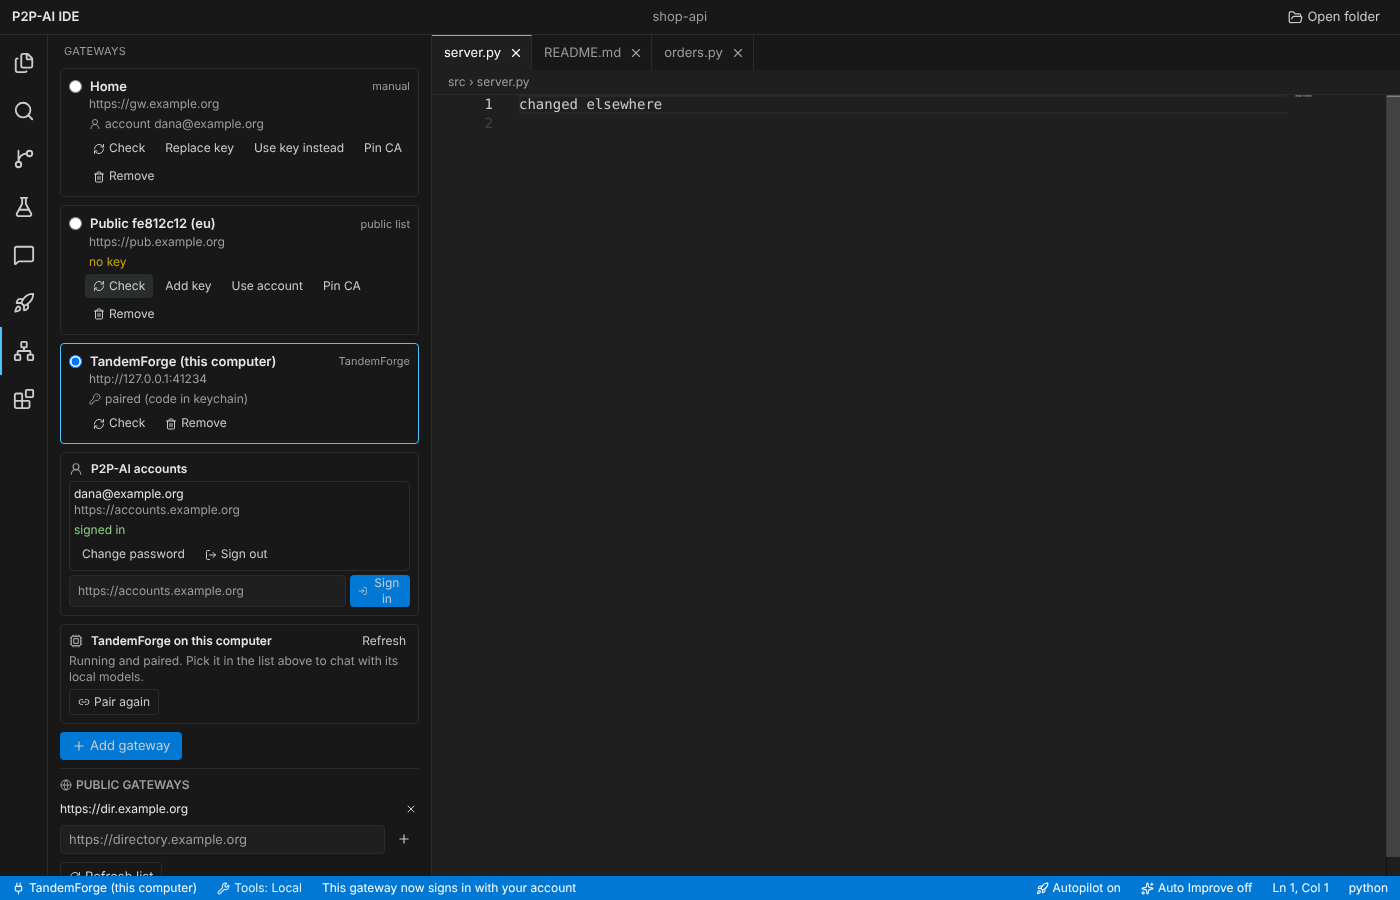 P2P-AI IDE
shop-api
Open folder
GATEWAYS
Home
manual
https://gw.example.org
account dana@example.org
Check
Replace key
Use key instead
Pin CA
Remove
Public fe812c12 (eu)
public list
https://pub.example.org
no key
Check
Add key
Use account
Pin CA
Remove
TandemForge (this computer)
TandemForge
http://127.0.0.1:41234
paired (code in keychain)
Check
Remove
P2P-AI accounts
dana@example.org
https://accounts.example.org
signed in
Change password
Sign out
https://accounts.example.org
Sign in
TandemForge on this computer
Refresh
Running and paired. Pick it in the list above to chat with its
local models.
Pair again
Add gateway
PUBLIC GATEWAYS
https://dir.example.org
https://directory.example.org
Refresh list
server.py
README.md
orders.py
src › server.py
1 changed elsewhere
2
TandemForge (this computer)
Tools: Local
This gateway now signs in with your account
Autopilot on
Auto Improve off
Ln 1, Col 1
python